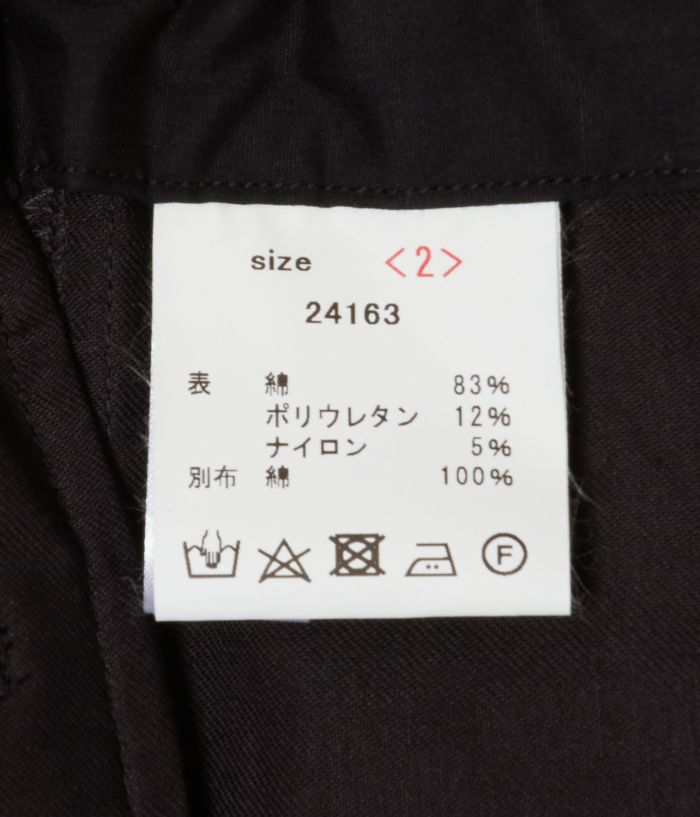 size <2>
24163
表 綿 83%
ポリウレタン 12%
ナイロン 5%
別布 綿 100%
F